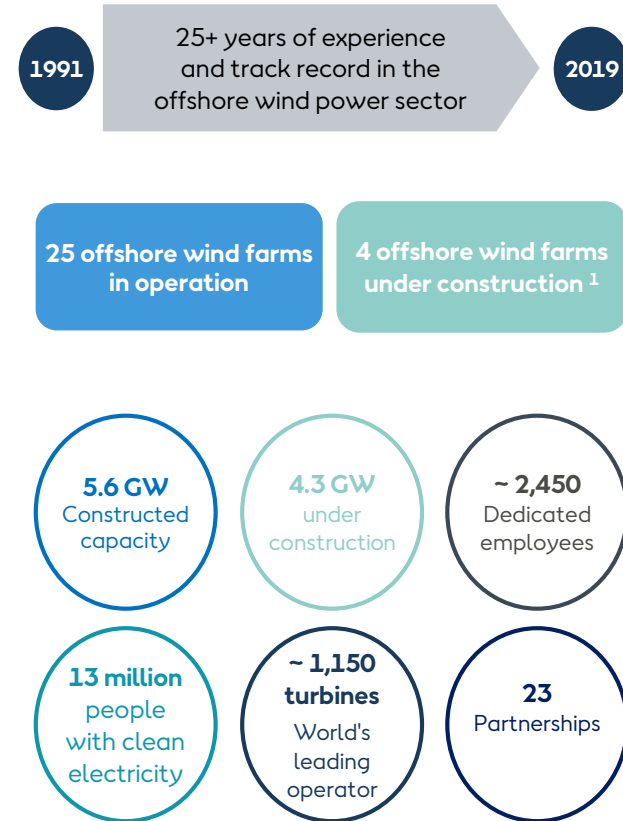 1991
25+ years of experience
and track record in the
offshore wind power sector
2019
25 offshore wind farms
in operation
4 offshore wind farms
under construction 1
5.6 GW
Constructed
capacity
4.3 GW
under
construction
~ 2,450
Dedicated
employees
13 million
people
with clean
electricity
~ 1,150
turbines
World's
leading
operator
23
Partnerships